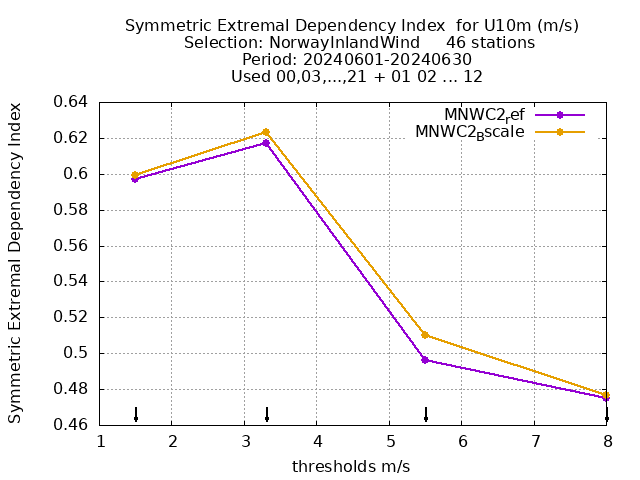 Symmetric Extremal Dependency Index  for U10m (m/s)
Selection: NorwayInlandWind     46 stations
Period: 20240601-20240630
Used 00,03,...,21 + 01 02 ... 12
MNWC2ref
MNWC2Bscale
Symmetric Extremal Dependency Index
0.64
0.62
0.6
0.58
0.56
0.54
0.52
0.5
0.48
0.46
1 2 3 4 5 6 7 8
thresholds m/s